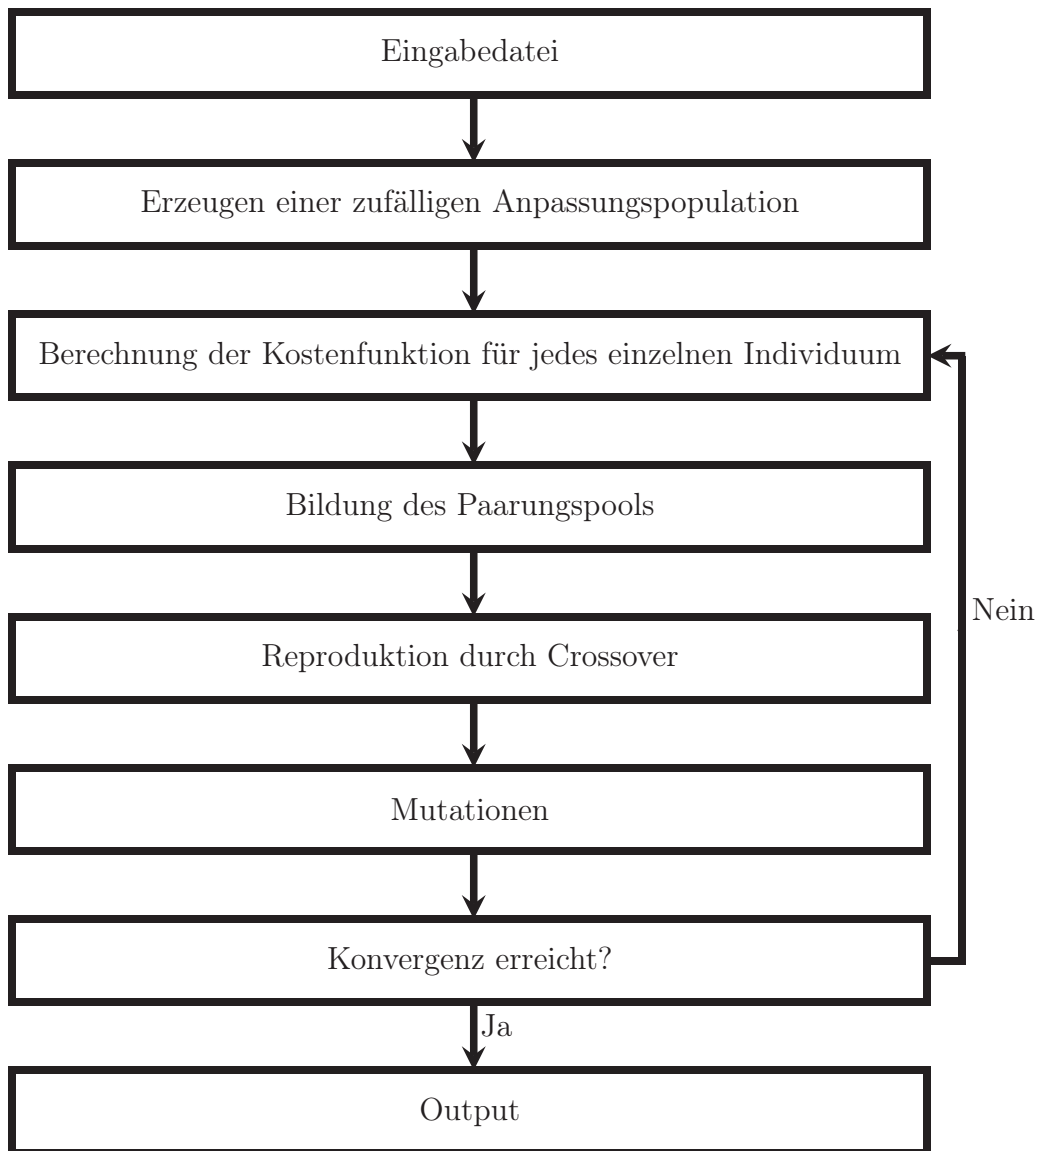 Eingabedatei
Erzeugen einer zufälligen Anpassungspopulation
Berechnung der Kostenfunktion für jedes einzelnen Individuum
Bildung des Paarungspools
Nein
Reproduktion durch Crossover
Mutationen
Konvergenz erreicht?
Ja
Output